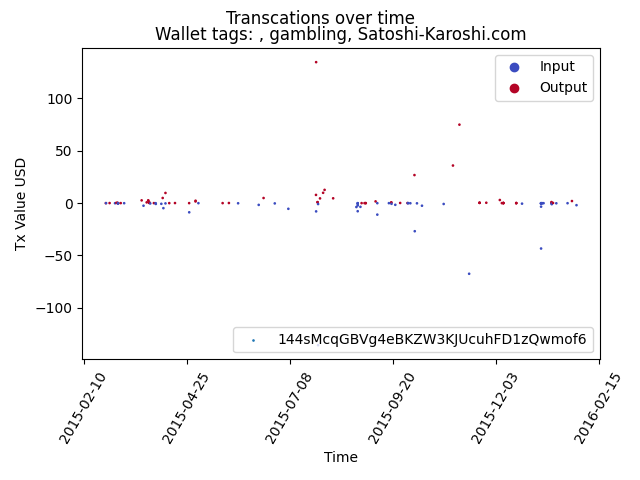 Transcations over time
Wallet tags: , gambling, Satoshi-Karoshi.com
Input
Output
100
50
0
−50
−100
Tx Value USD
144sMcqGBVg4eBKZW3KJUcuhFD1zQwmof6
2015-02-10
2015-04-25
2015-07-08
2015-09-20
2015-12-03
2016-02-15
Time